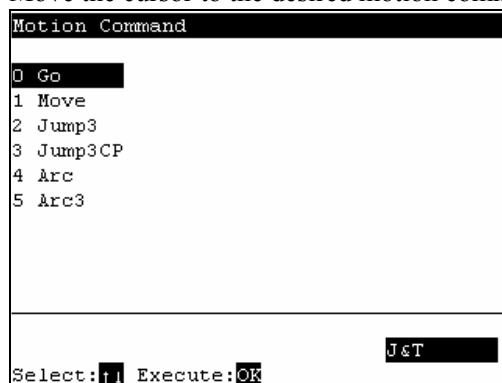 Motion Command
0 Go
1 Move
2 Jump3
3 Jump3CP
4 Arc
5 Arc3
J&T
Select:↑↓ Execute:OK